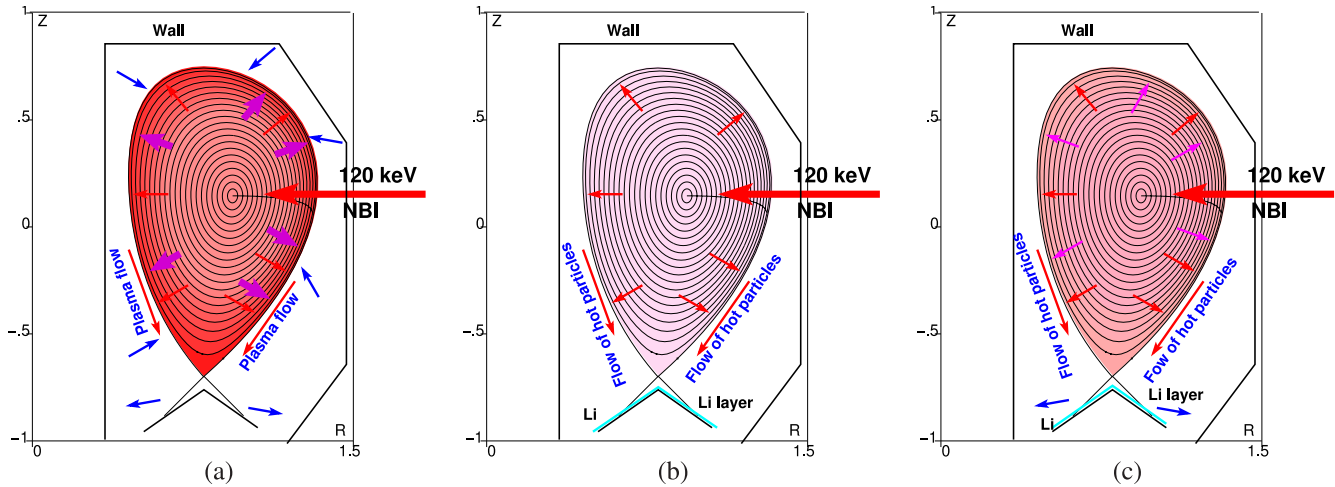 1
Z
Wall
.5
120 keV
NBI
0
Plasma flow
Plasma flow
−.5
−1
R
0
1.5
(a)
1
Z
Wall
.5
120 keV
NBI
0
Flow of hot particles
Flow of hot particles
−.5
Li
Li layer
−1
R
0
1.5
(b)
1
Z
Wall
.5
120 keV
NBI
0
Flow of hot particles
Fow of hot particles
−.5
Li layer
Li
−1
R
0
1.5
(c)